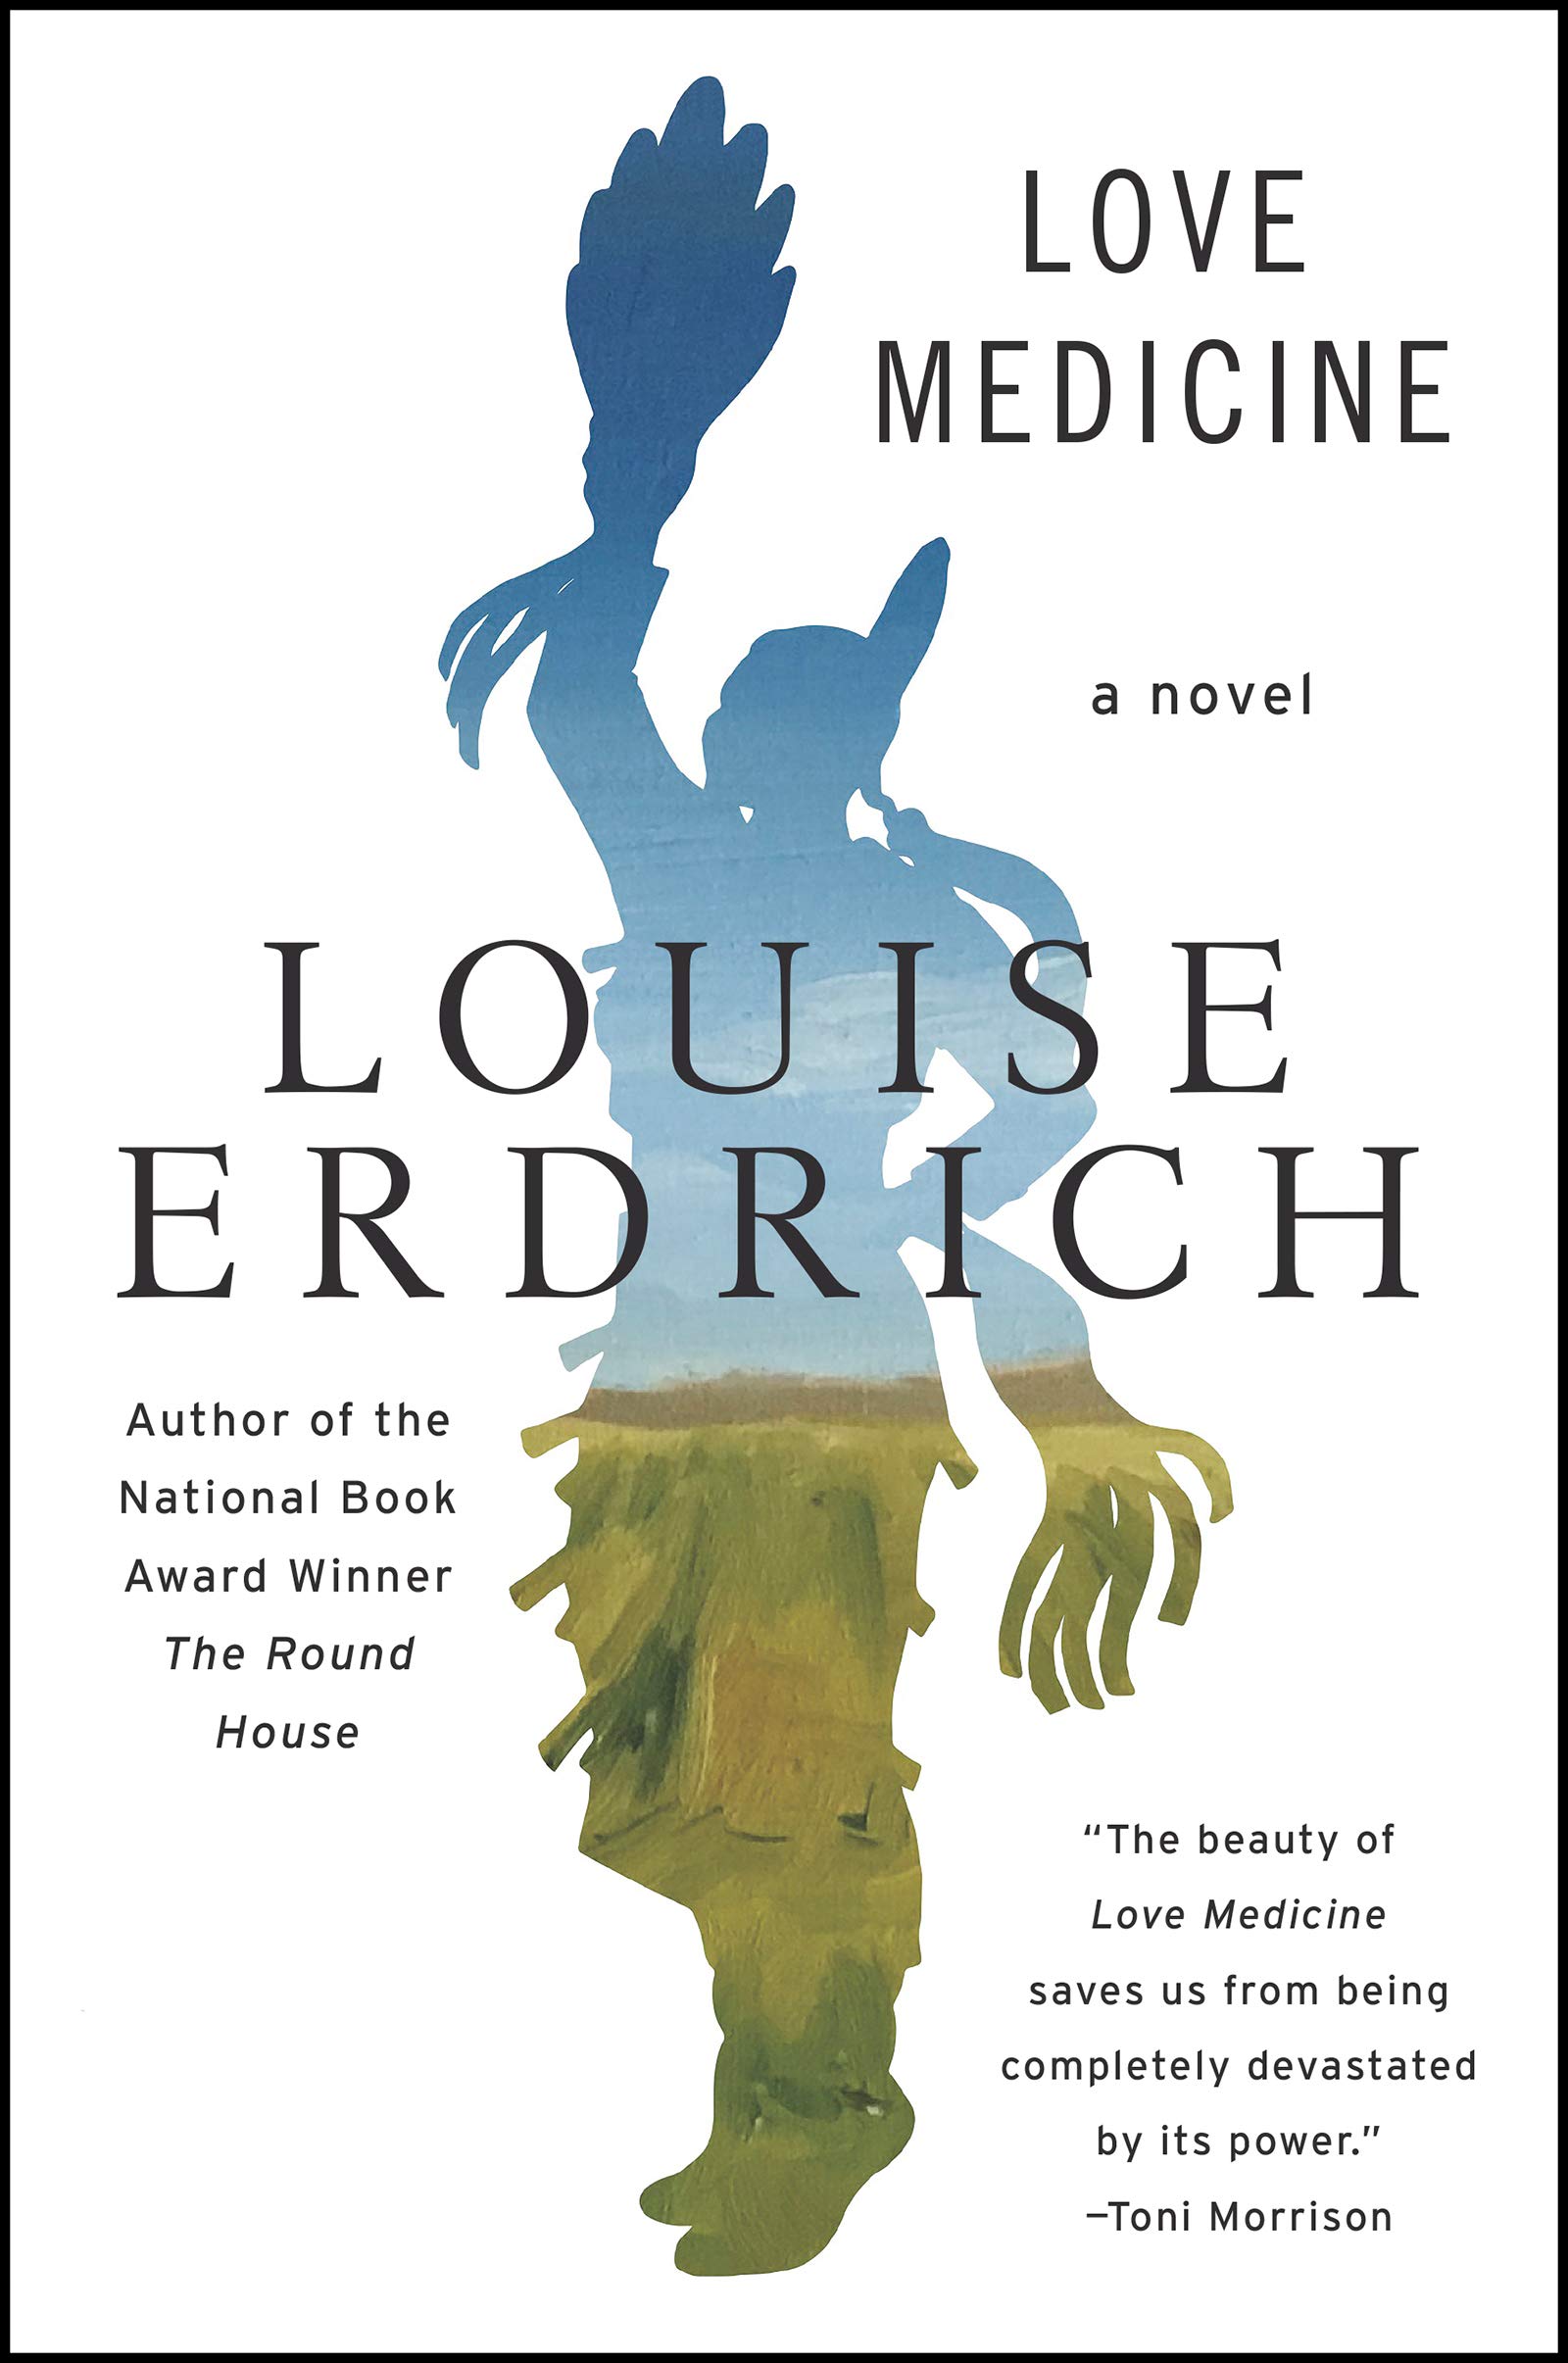 LOVE
MEDICINE
a novel
LOUISE
ERDRICH
Author of the
National Book
Award Winner
The Round
House
“The beauty of
Love Medicine
saves us from being
completely devastated
by its power.”
—Toni Morrison